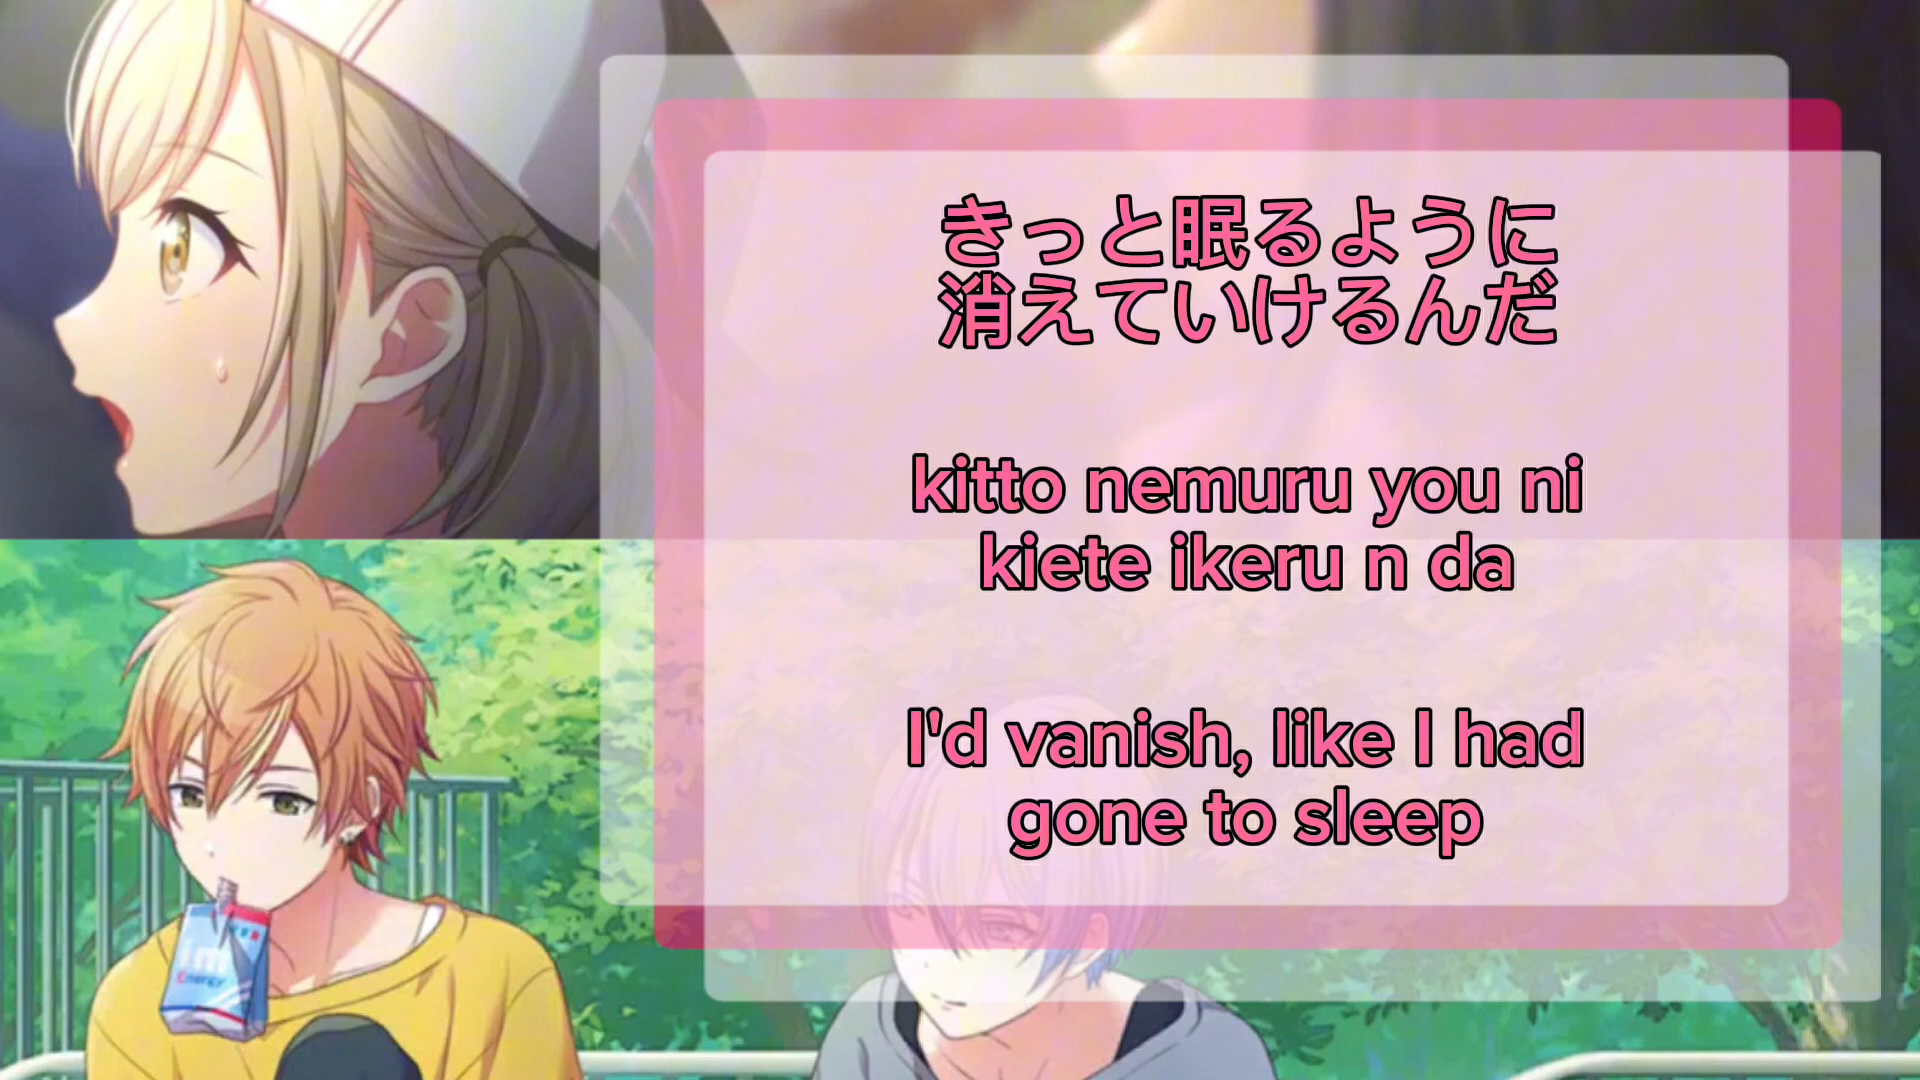 きっと眠るように
消えていけるんだ
kitto nemuru you ni
kiete ikeru n da
I'd vanish, like I had
gone to sleep
Energy